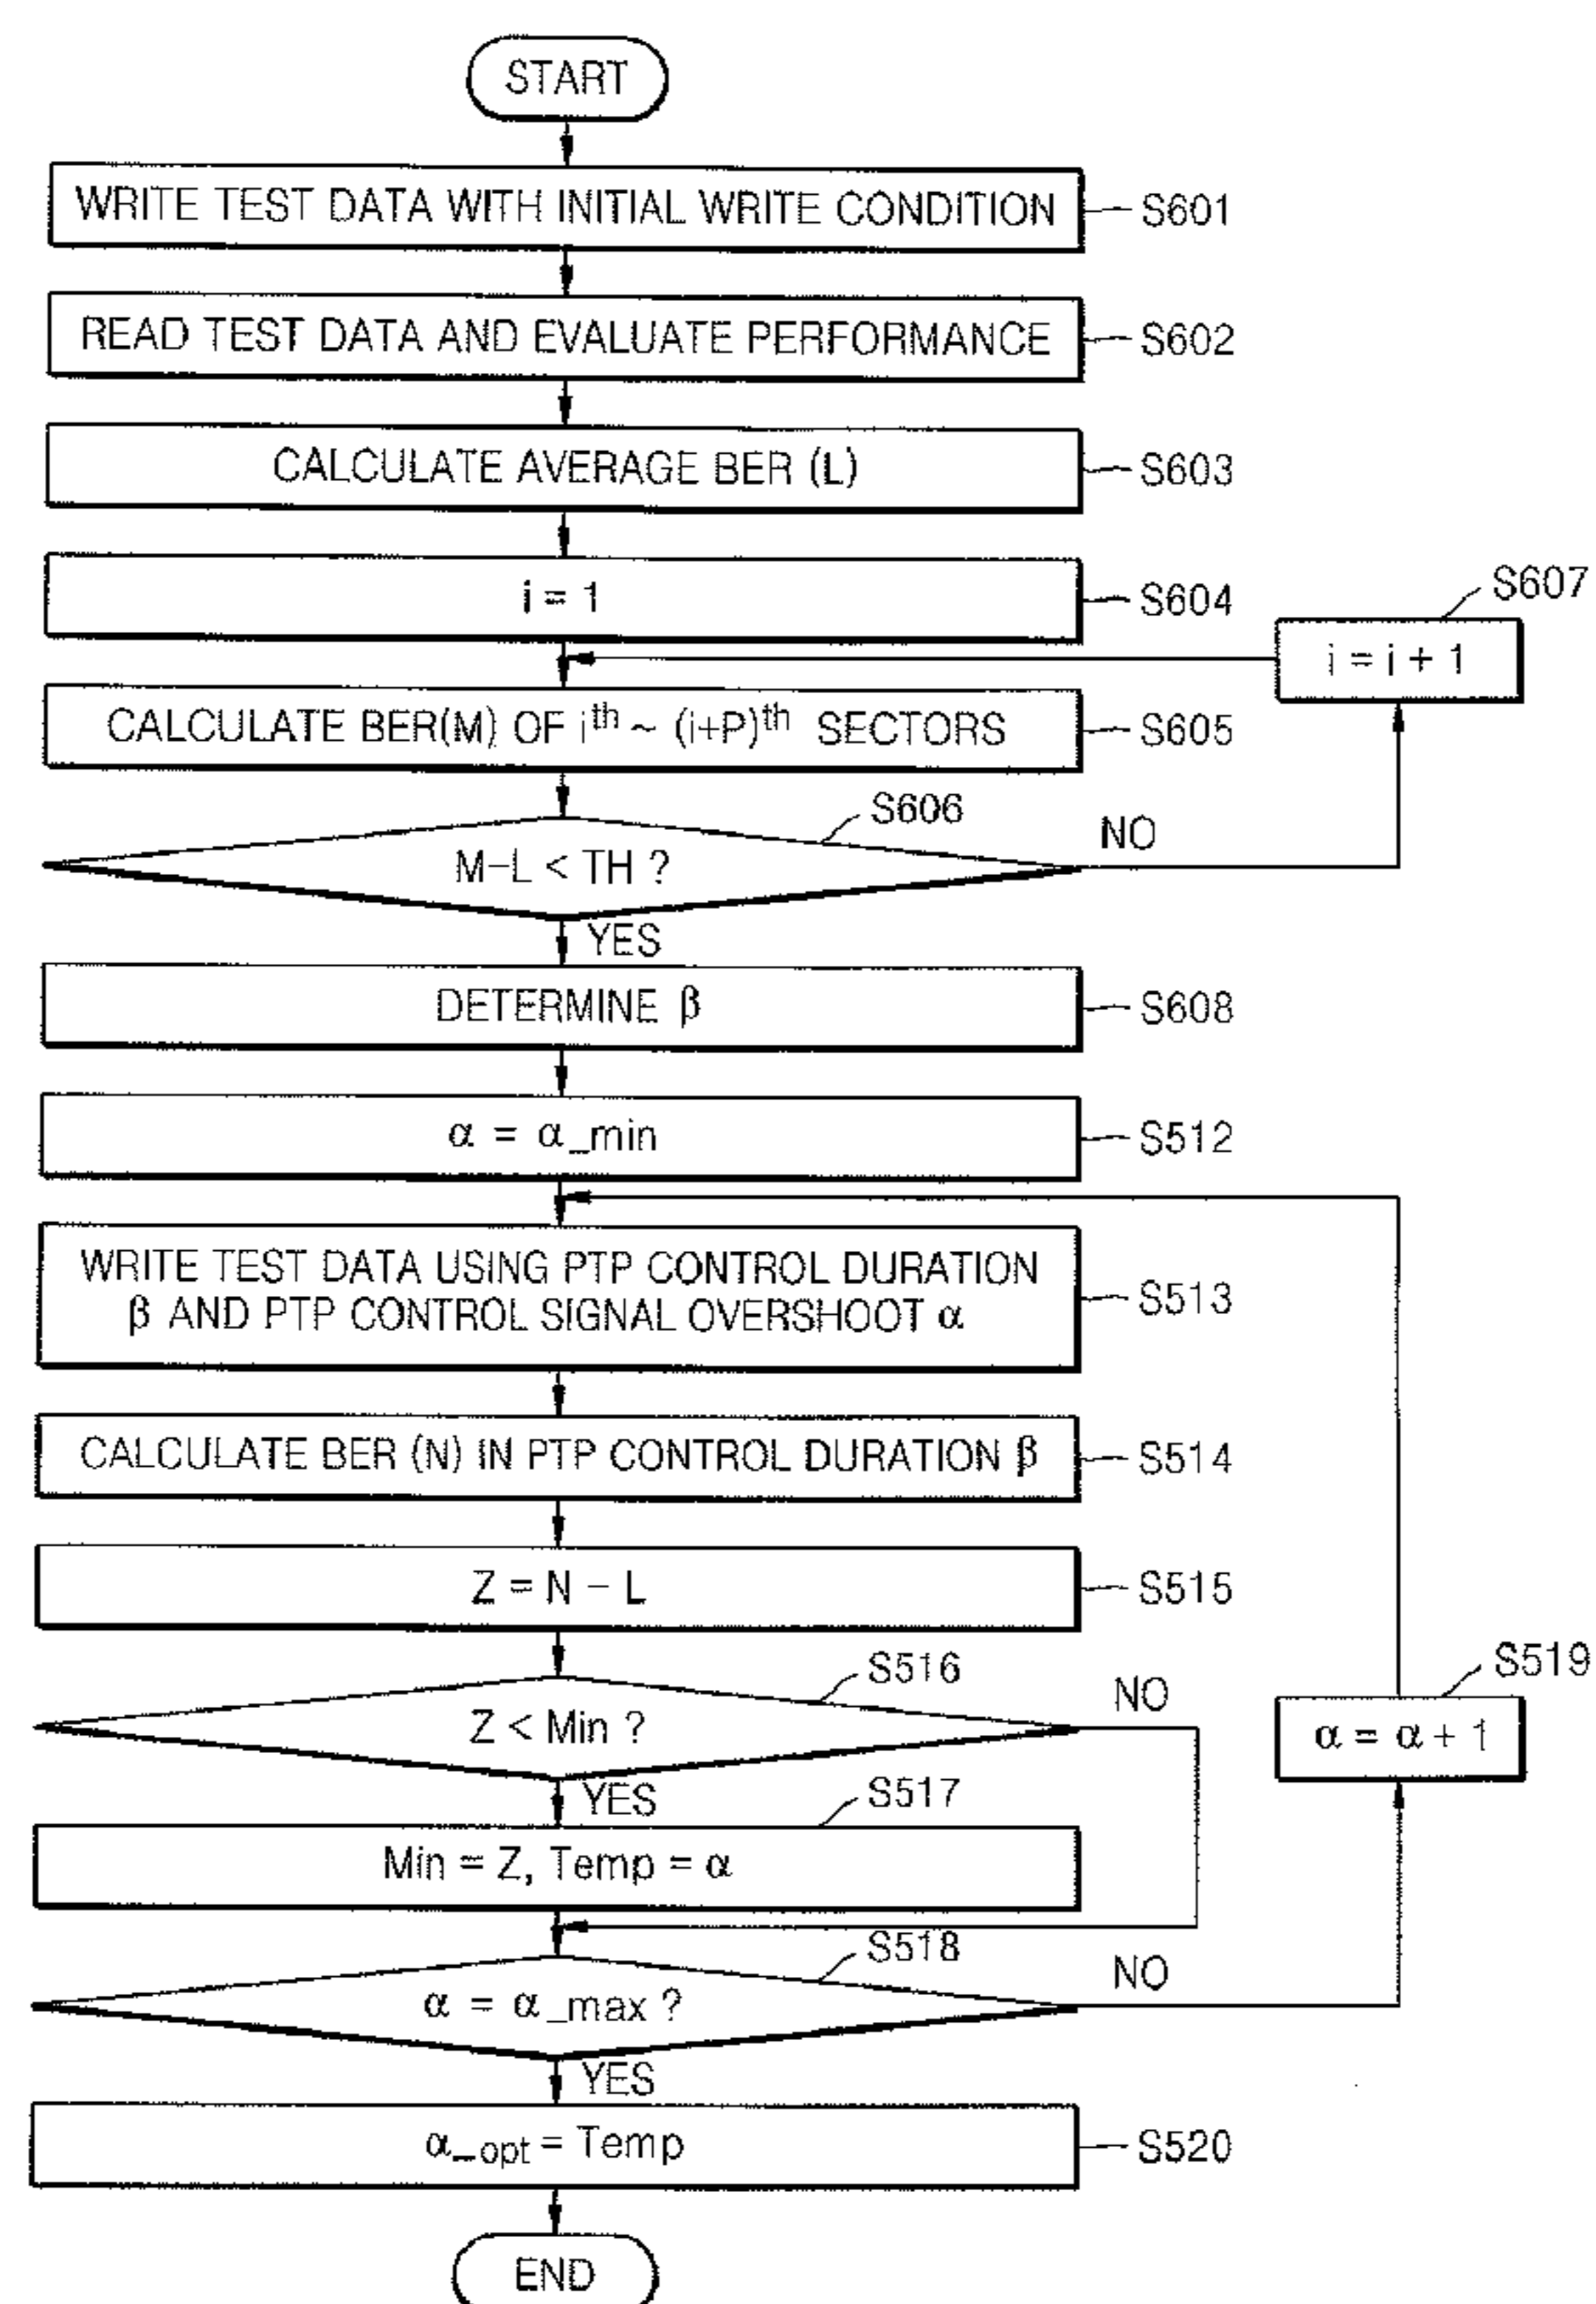 START
WRITE TEST DATA WITH INITIAL WRITE CONDITION
S601
READ TEST DATA AND EVALUATE PERFORMANCE
S602
CALCULATE AVERAGE BER (L)
S603
i = 1
S604
S607
i = i + 1
CALCULATE BER(M) OF iᵗʰ ~ (i+P)ᵗʰ SECTORS
S605
S606
M-L < TH ?
NO
YES
DETERMINE β
S608
α = α_min
S512
WRITE TEST DATA USING PTP CONTROL DURATION
β AND PTP CONTROL SIGNAL OVERSHOOT α
S513
CALCULATE BER (N) IN PTP CONTROL DURATION β
S514
Z = N - L
S515
S516
Z < Min ?
NO
S519
α = α + 1
YES
S517
Min = Z, Temp = α
S518
α = α_max ?
NO
YES
α_opt = Temp
S520
END